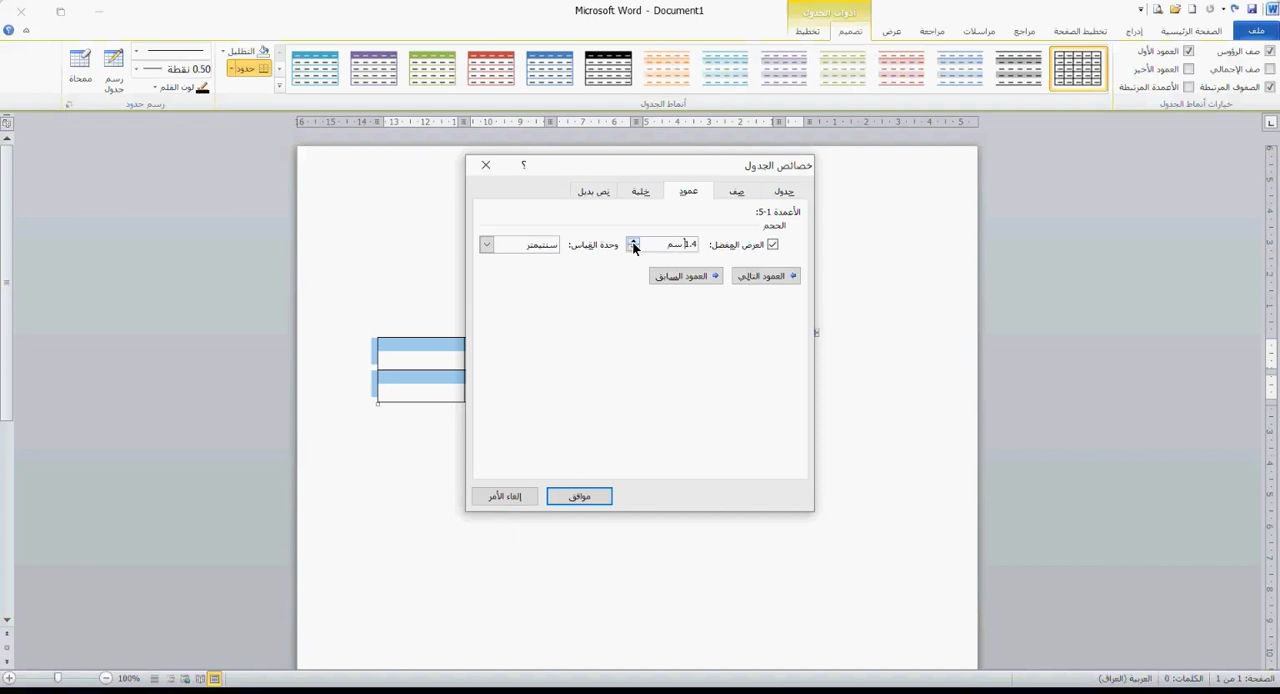 Microsoft Word - Document1
أدوات الجدول
ملف
الصفحة الرئيسية
إدراج
تخطيط الصفحة
مراجع
مراسلات
مراجعة
عرض
تصميم
تخطيط
صف الرؤوس
العمود الأول
صف الإجمالي
العمود الأخير
الصفوف المرتبطة
الأعمدة المرتبطة
خيارات أنماط الجدول
أنماط الجدول
التظليل
حدود
0.50 نقطة
لون القلم
رسم جدول
ممحاة
رسم حدود
خصائص الجدول
جدول
صف
عمود
خلية
نص بديل
الأعمدة 1-5:
الحجم
العرض المفضل:
1.4 سم
وحدة القياس:
سنتيمتر
العمود التالي
العمود السابق
موافق
إلغاء الأمر
الصفحة: 1 من 1
الكلمات: 0
العربية (العراق)
100%